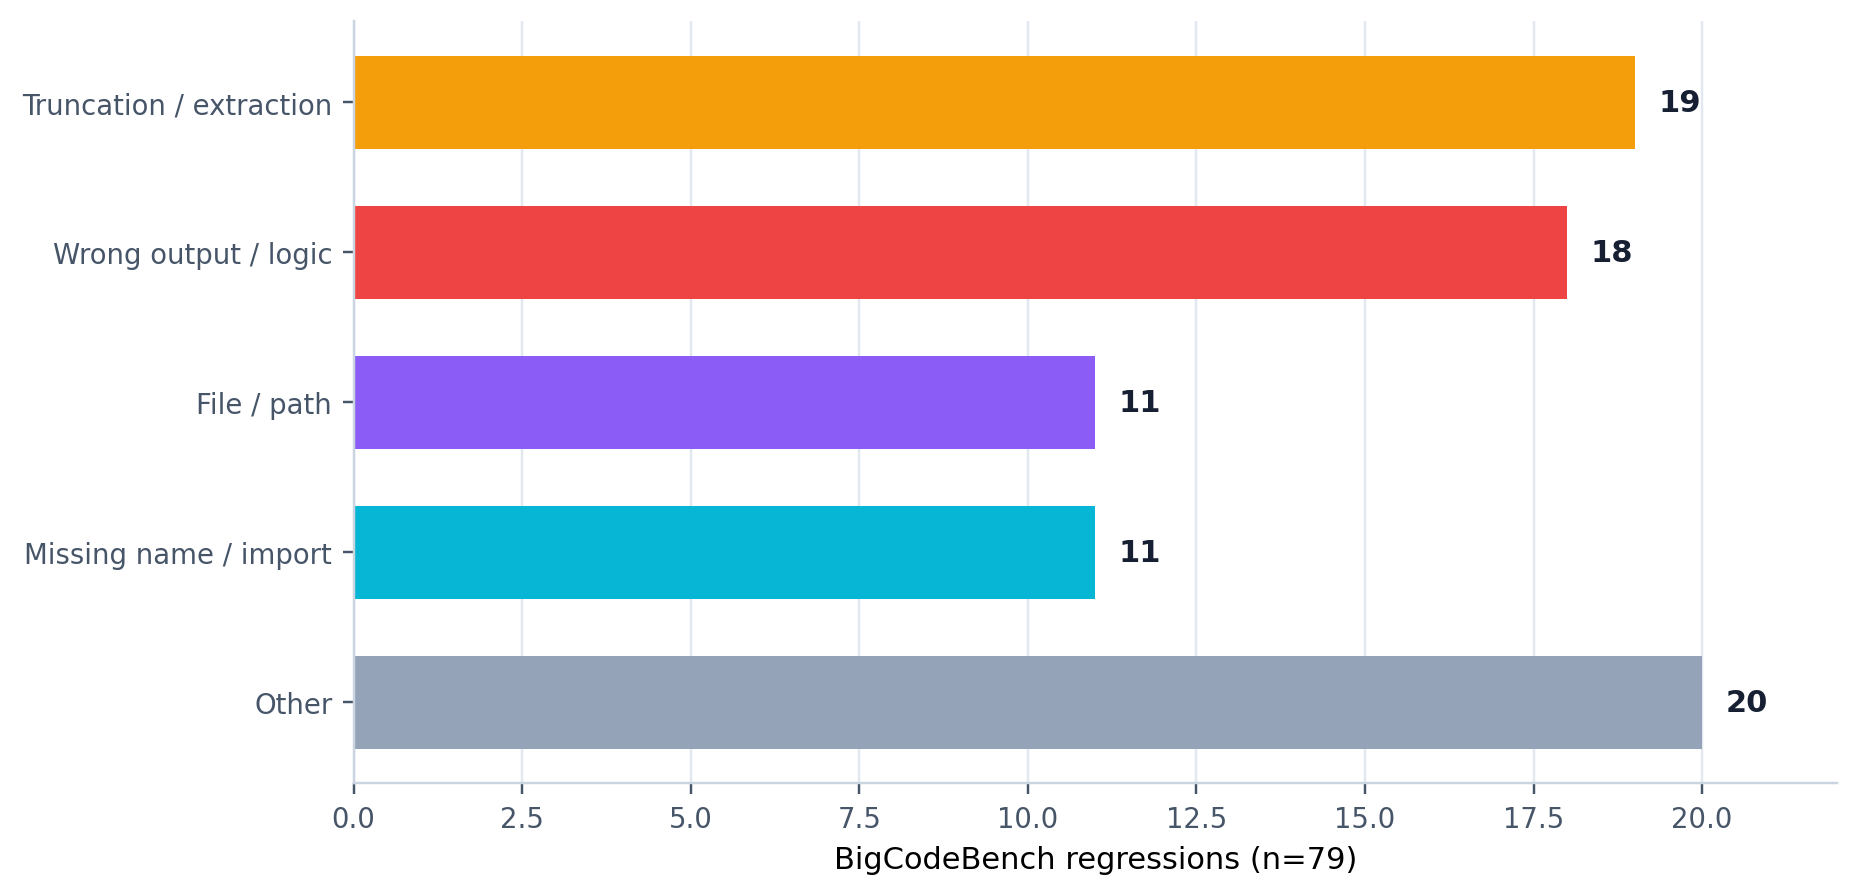 Truncation / extraction 19
Wrong output / logic 18
File / path 11
Missing name / import 11
Other 20
0.0 2.5 5.0 7.5 10.0 12.5 15.0 17.5 20.0
BigCodeBench regressions (n=79)